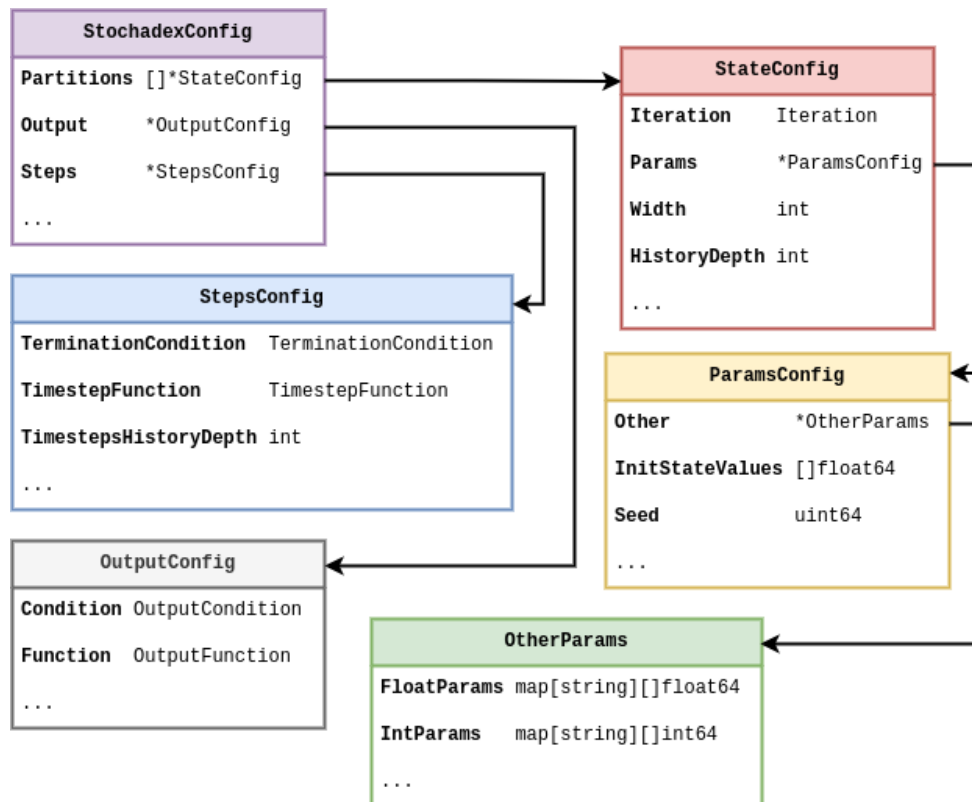 StochadexConfig
Partitions []*StateConfig
Output *OutputConfig
Steps *StepsConfig
...
StateConfig
Iteration Iteration
Params *ParamsConfig
Width int
HistoryDepth int
...
StepsConfig
TerminationCondition TerminationCondition
TimestepFunction TimestepFunction
TimestepsHistoryDepth int
...
ParamsConfig
Other *OtherParams
InitStateValues []float64
Seed uint64
...
OutputConfig
Condition OutputCondition
Function OutputFunction
...
OtherParams
FloatParams map[string][]float64
IntParams map[string][]int64
...